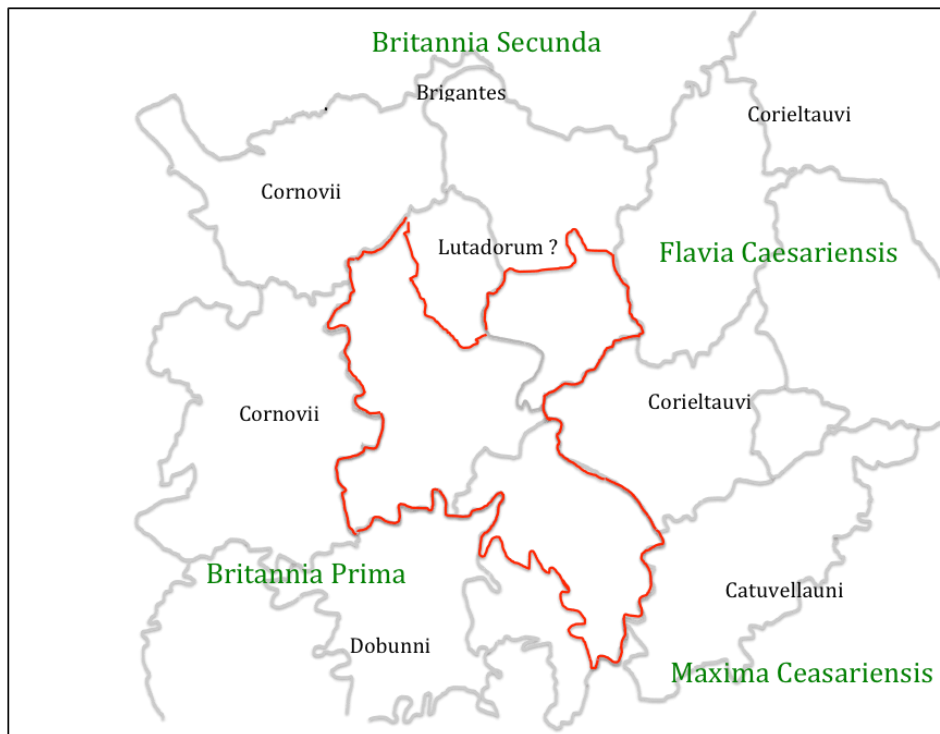 Britannia Secunda
Brigantes
Corieltauvi
Cornovii
Lutadorum ?
Flavia Caesariensis
Cornovii
Corieltauvi
Britannia Prima
Catuvellauni
Dobunni
Maxima Ceasariensis